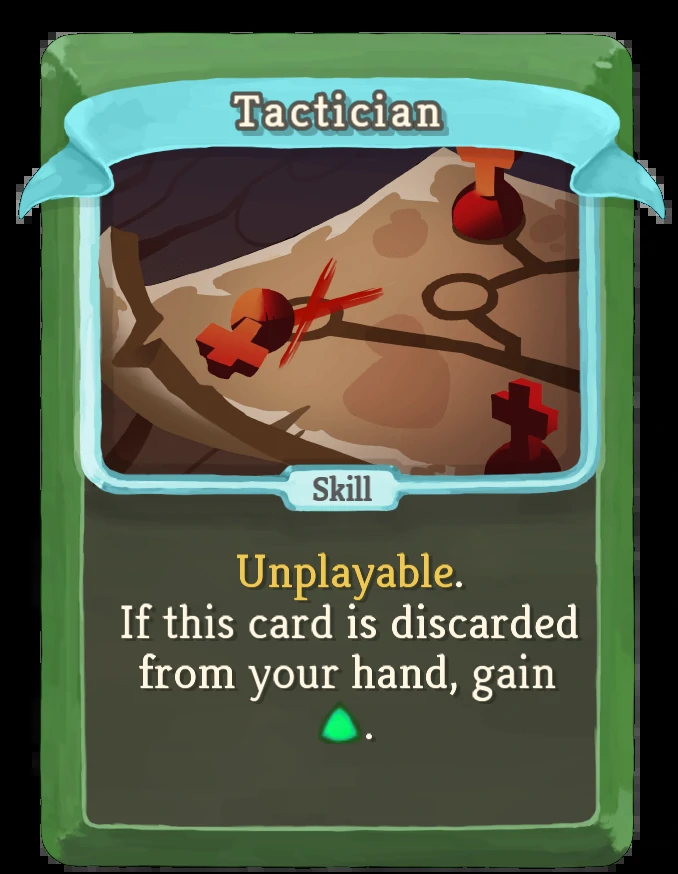 Tactician
Skill
Unplayable.
If this card is discarded
from your hand, gain
.